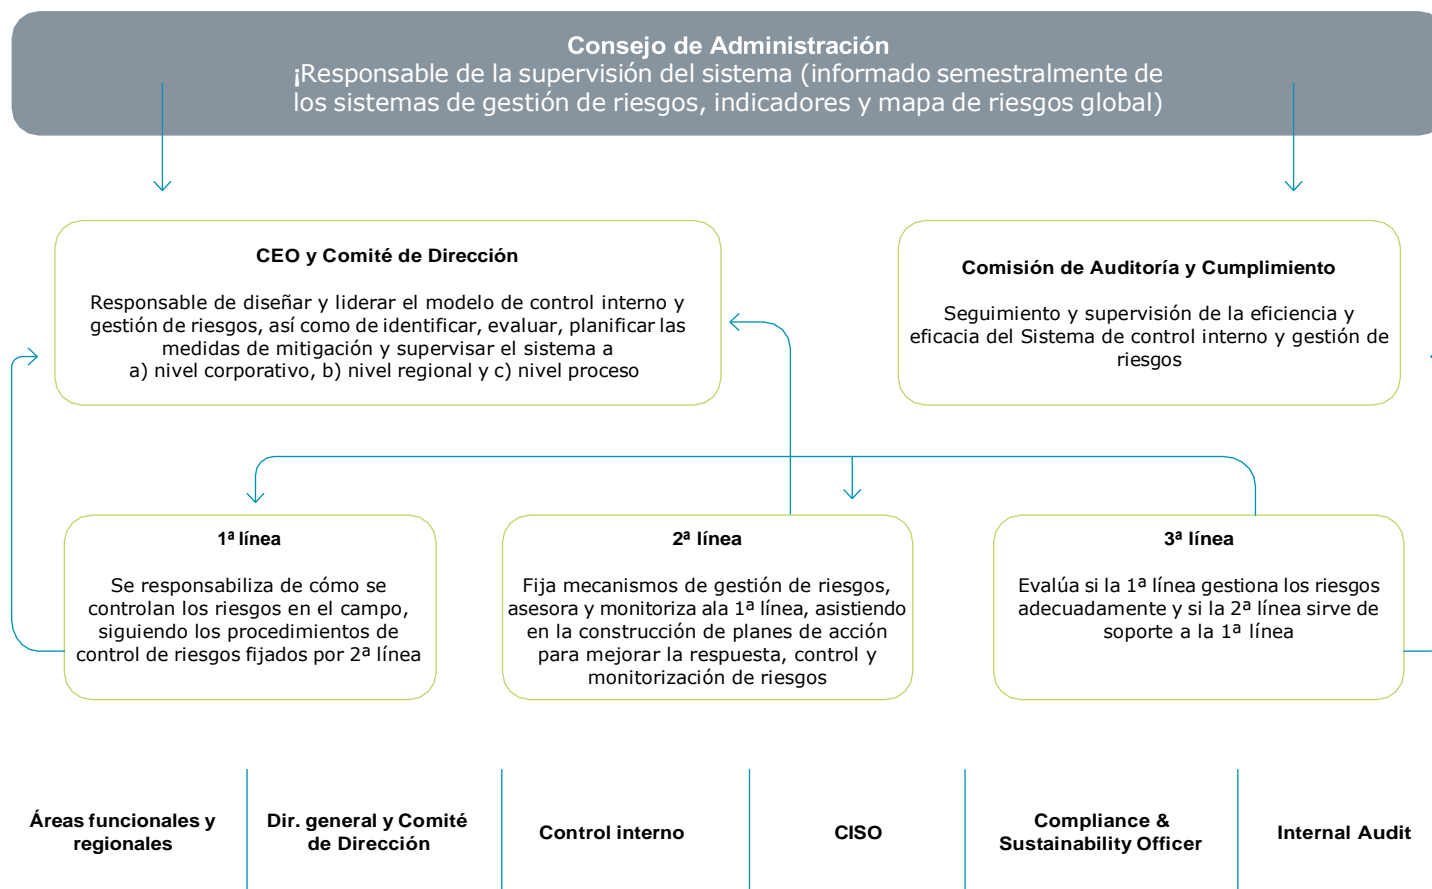 Consejo de Administración
¡Responsable de la supervisión del sistema (informado semestralmente de
los sistemas de gestión de riesgos, indicadores y mapa de riesgos global)
CEO y Comité de Dirección
Responsable de diseñar y liderar el modelo de control interno y
gestión de riesgos, así como de identificar, evaluar, planificar las
medidas de mitigación y supervisar el sistema a
a) nivel corporativo, b) nivel regional y c) nivel proceso
Comisión de Auditoría y Cumplimiento
Seguimiento y supervisión de la eficiencia y
eficacia del Sistema de control interno y gestión de
riesgos
1ª línea
Se responsabiliza de cómo se
controlan los riesgos en el campo,
siguiendo los procedimientos de
control de riesgos fijados por 2ª línea
2ª línea
Fija mecanismos de gestión de riesgos,
asesora y monitoriza ala 1ª línea, asistiendo
en la construcción de planes de acción
para mejorar la respuesta, control y
monitorización de riesgos
3ª línea
Evalúa si la 1ª línea gestiona los riesgos
adecuadamente y si la 2ª línea sirve de
soporte a la 1ª línea
Áreas funcionales y
regionales
Dir. general y Comité
de Dirección
Control interno
CISO
Compliance &
Sustainability Officer
Internal Audit